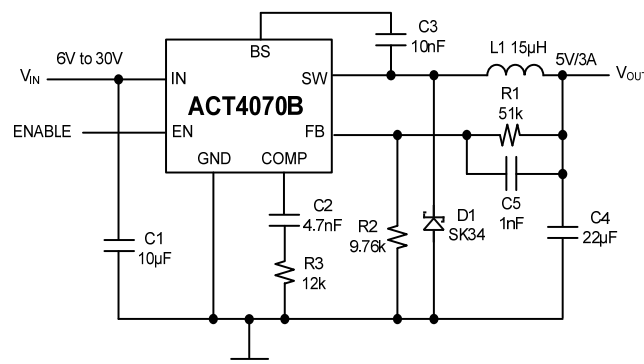 C3
10nF
BS
6V to 30V
L1 15µH
5V/3A
VIN
IN
SW
VOUT
R1
51k
ACT4070B
ENABLE
EN
FB
GND
COMP
C5
1nF
C2
4.7nF
R2
9.76k
D1
SK34
C4
22µF
C1
10µF
R3
12k